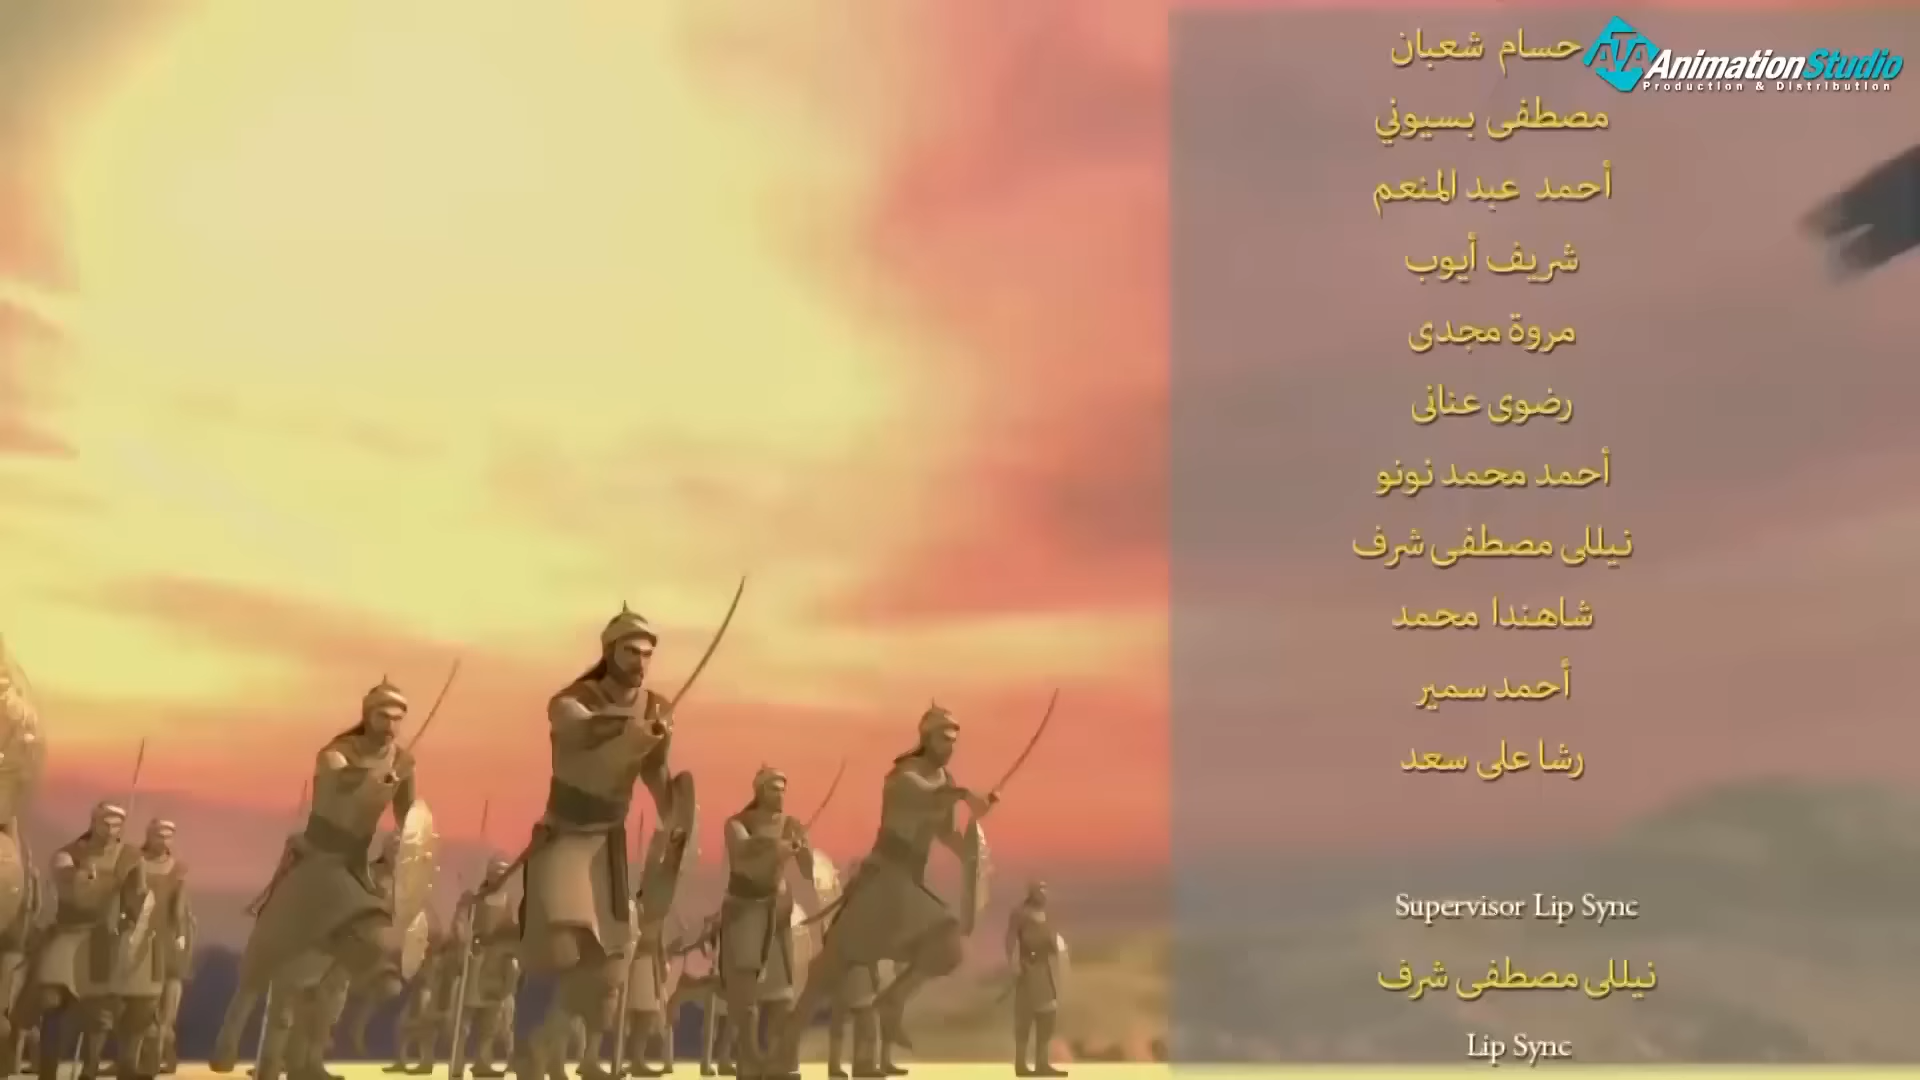 حسام شعبان
ATA AnimationStudio
Production & Distribution
مصطفى بسيوني
أحمد عبد المنعم
شريف أيوب
مروة مجدى
رضوى عنانى
أحمد محمد نونو
نيللى مصطفى شرف
شاهندا محمد
أحمد سمير
رشا على سعد
Supervisor Lip Sync
نيللى مصطفى شرف
Lip Sync